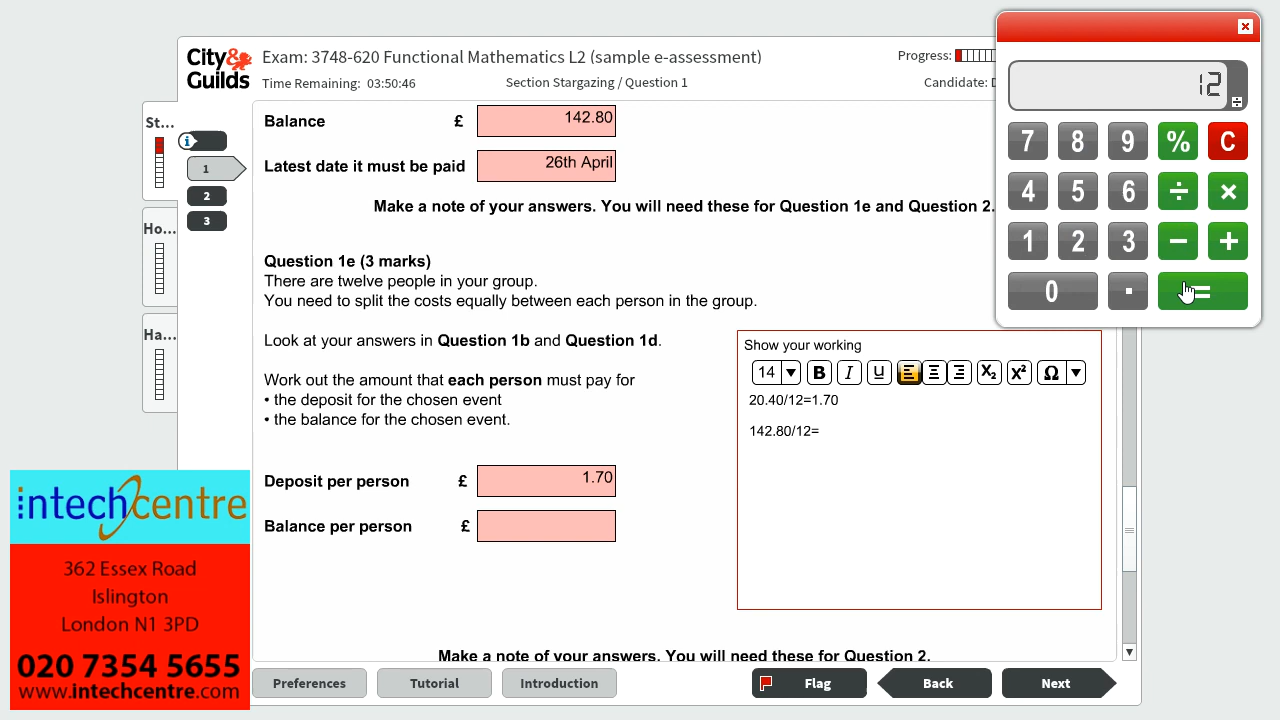 City&
Guilds
Exam: 3748-620 Functional Mathematics L2 (sample e-assessment)
Progress:
Time Remaining: 03:50:46
Section Stargazing / Question 1
Candidate: D
St...
i
1
2
3
Ho...
Ha...
Balance £ 142.80
Latest date it must be paid 26th April
Make a note of your answers. You will need these for Question 1e and Question 2.
Question 1e (3 marks)
There are twelve people in your group.
You need to split the costs equally between each person in the group.
Look at your answers in Question 1b and Question 1d.
Work out the amount that each person must pay for
• the deposit for the chosen event
• the balance for the chosen event.
Deposit per person £ 1.70
Balance per person £
Show your working
14 B I U X2 X2 Ω
20.40/12=1.70
142.80/12=
Make a note of your answers. You will need these for Question 2.
Preferences
Tutorial
Introduction
Flag
Back
Next
12
÷
7 8 9 % C
4 5 6 ÷ ×
1 2 3 − +
0 . =
intechcentre
362 Essex Road
Islington
London N1 3PD
020 7354 5655
www.intechcentre.com